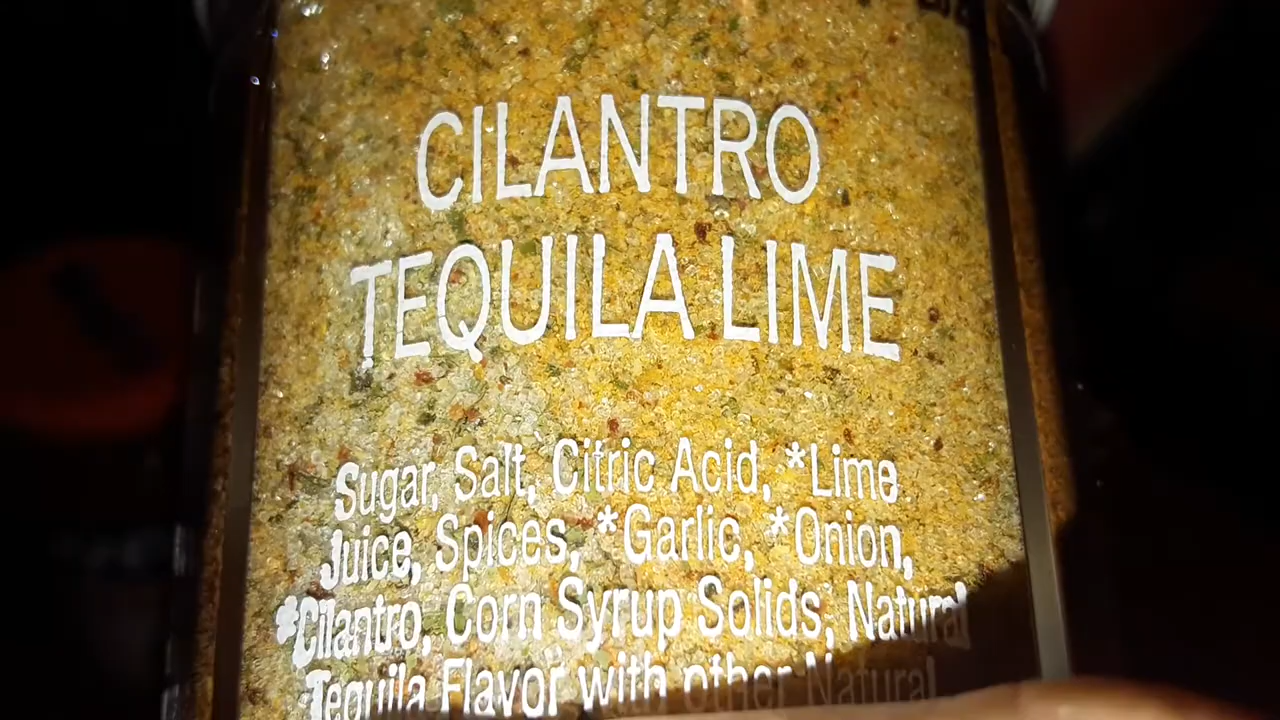 CILANTRO
TEQUILA LIME
Sugar, Salt, Citric Acid, *Lime
Juice, Spices, *Garlic, *Onion,
*Cilantro, Corn Syrup Solids, Natural
Tequila Flavor with other Natural